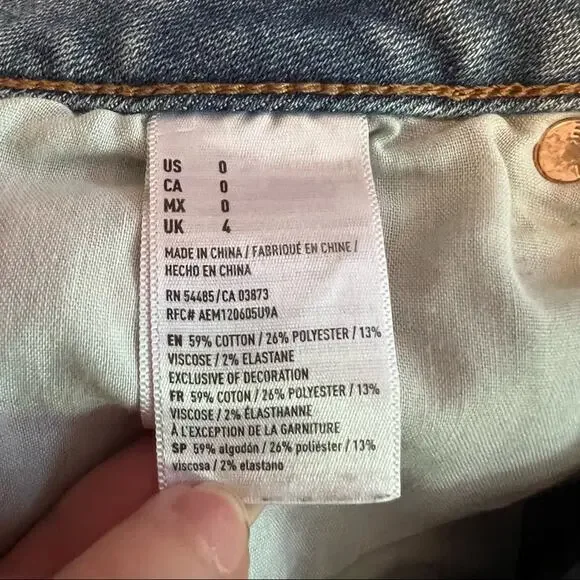 US 0
CA 0
MX 0
UK 4
MADE IN CHINA / FABRIQUÉ EN CHINE /
HECHO EN CHINA
RN 54485/CA 03873
RFC# AEM120605U9A
EN 59% COTTON / 26% POLYESTER / 13%
VISCOSE / 2% ELASTANE
EXCLUSIVE OF DECORATION
FR 59% COTON / 26% POLYESTER / 13%
VISCOSE / 2% ÉLASTHANNE
À L'EXCEPTION DE LA GARNITURE
SP 59% algodón / 26% poliéster / 13%
viscosa / 2% elastano